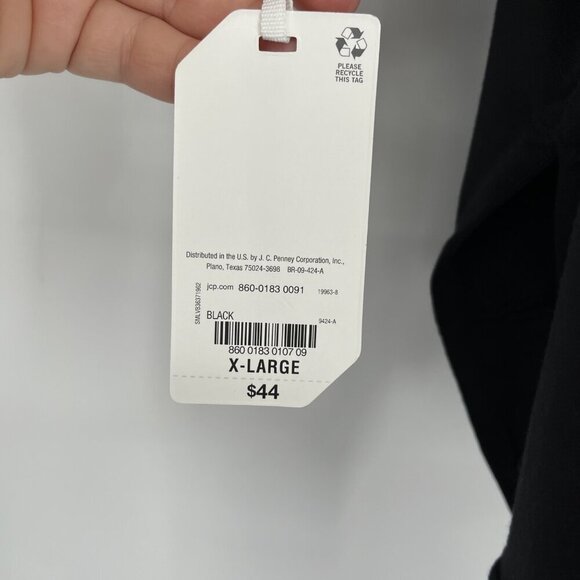 PLEASE
RECYCLE
THIS TAG
Distributed in the U.S. by J. C. Penney Corporation, Inc.,
Plano, Texas 75024-3698 BR-09-424-A
jcp.com 860-0183 0091 19963-8
SMLVB38371962
BLACK 9424-A
860 0183 0107 09
X-LARGE
$44